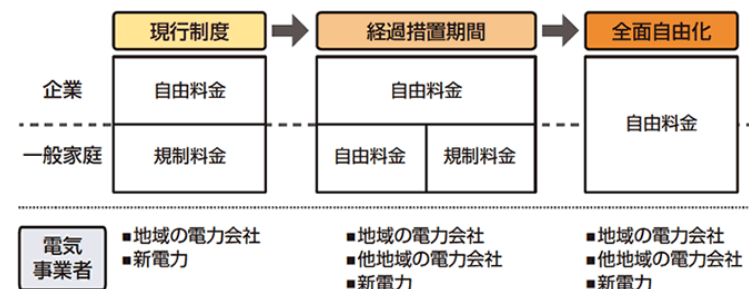 現行制度
経過措置期間
全面自由化
企業
自由料金
自由料金
自由料金
一般家庭
規制料金
自由料金
規制料金
電気
事業者
■地域の電力会社
■新電力
■地域の電力会社
■他地域の電力会社
■新電力
■地域の電力会社
■他地域の電力会社
■新電力